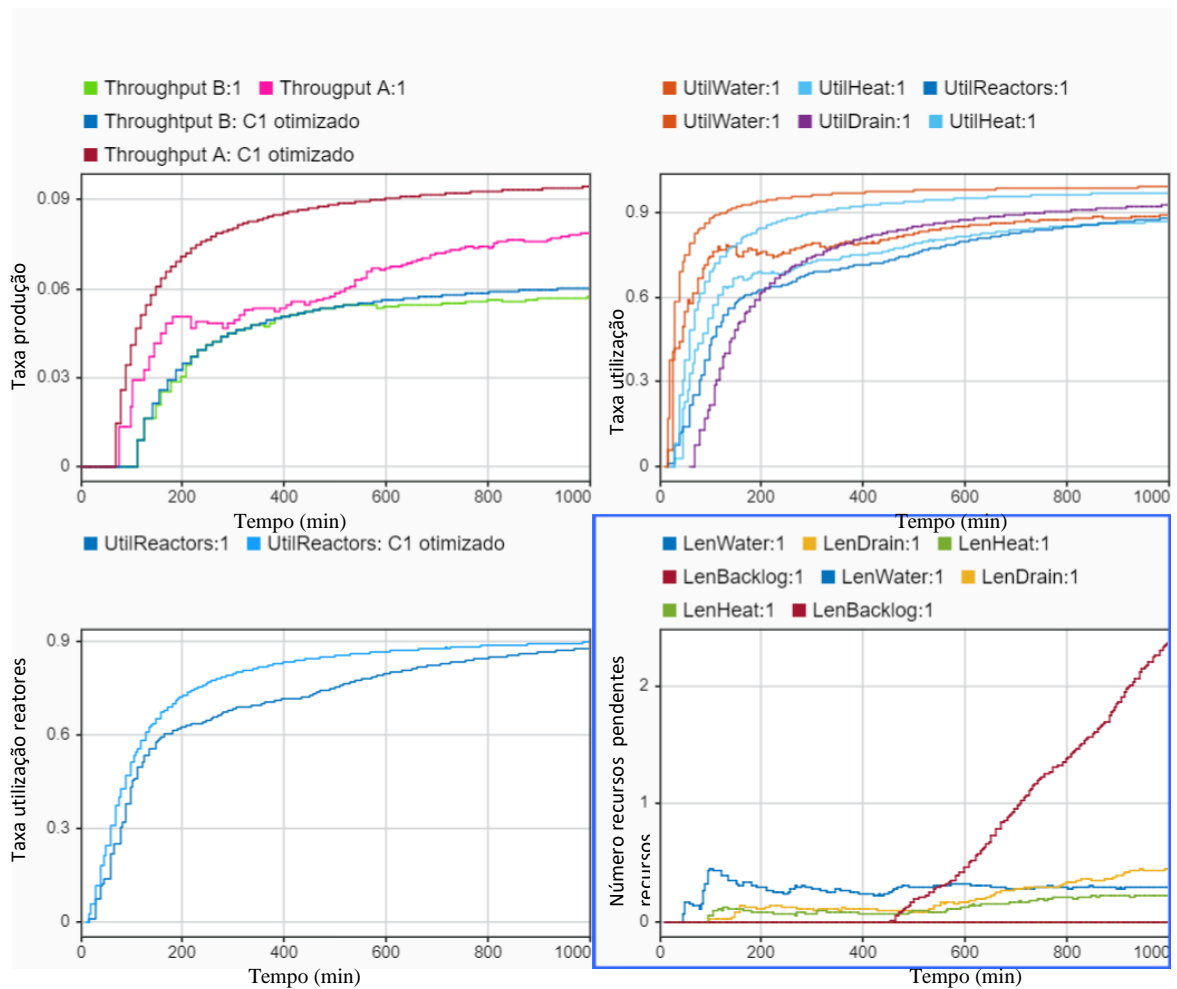 Throughput B:1 Througput A:1
Throughtput B: C1 otimizado
Throughput A: C1 otimizado
Taxa produção
0.09
0.06
0.03
0
0 200 400 600 800 1000
Tempo (min)
UtilWater:1 UtilHeat:1 UtilReactors:1
UtilWater:1 UtilDrain:1 UtilHeat:1
Taxa utilização
0.9
0.6
0.3
0
0 200 400 600 800 1000
Tempo (min)
UtilReactors:1 UtilReactors: C1 otimizado
Taxa utilização reatores
0.9
0.6
0.3
0
0 200 400 600 800 1000
Tempo (min)
LenWater:1 LenDrain:1 LenHeat:1
LenBacklog:1 LenWater:1 LenDrain:1
LenHeat:1 LenBacklog:1
Número recursos pendentes
recursos
2
1
0
0 200 400 600 800 1000
Tempo (min)